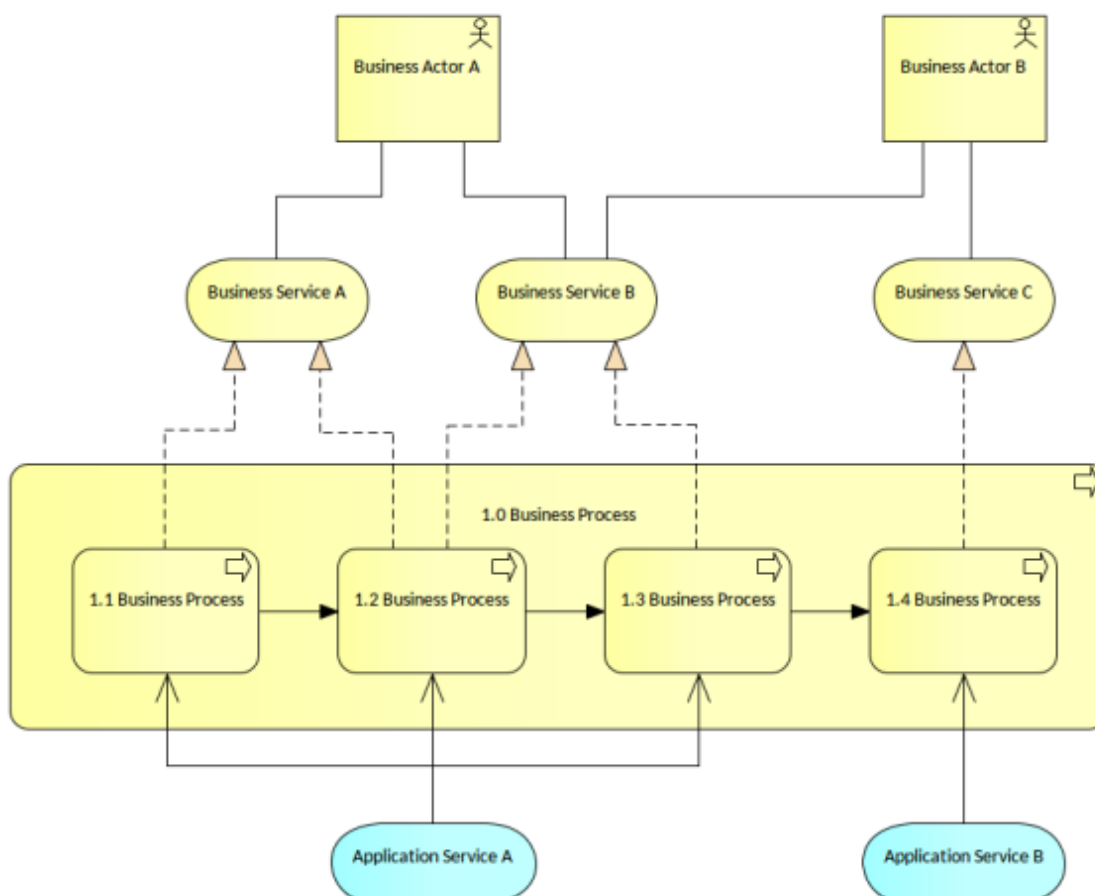 Business Actor A
Business Actor B
Business Service A
Business Service B
Business Service C
1.0 Business Process
1.1 Business Process
1.2 Business Process
1.3 Business Process
1.4 Business Process
Application Service A
Application Service B